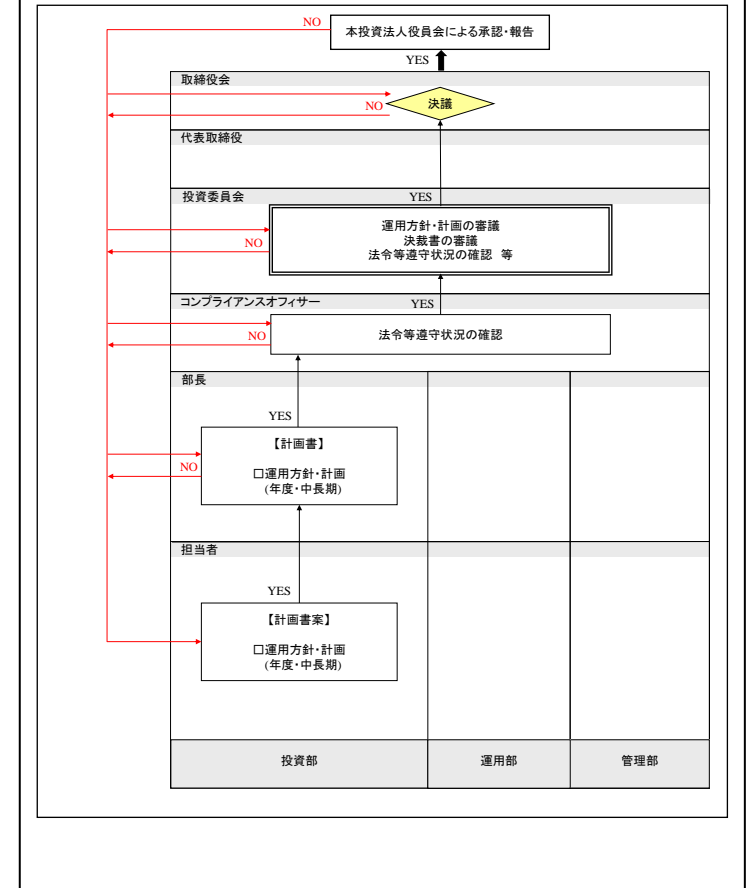 NO
本投資法人役員会による承認・報告
YES
取締役会
NO
決議
代表取締役
投資委員会
YES
運用方針・計画の審議
決裁書の審議
法令等遵守状況の確認 等
NO
コンプライアンスオフィサー
YES
法令等遵守状況の確認
NO
部長
YES
【計画書】
NO
□運用方針・計画
(年度・中長期)
担当者
YES
【計画書案】
□運用方針・計画
(年度・中長期)
投資部
運用部
管理部